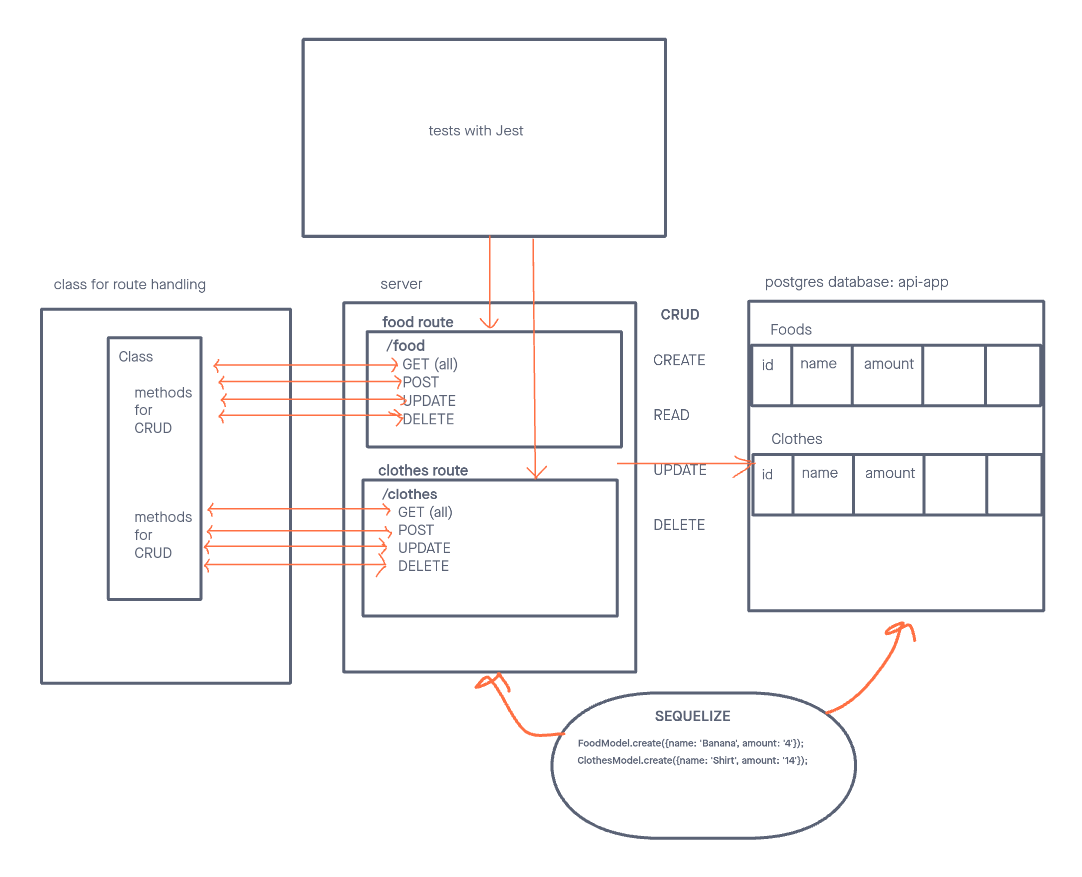 tests with Jest
class for route handling
Class
methods
for
CRUD
methods
for
CRUD
server
food route
/food
GET (all)
POST
UPDATE
DELETE
clothes route
/clothes
GET (all)
POST
UPDATE
DELETE
CRUD
CREATE
READ
UPDATE
DELETE
postgres database: api-app
Foods
id name amount
Clothes
id name amount
SEQUELIZE
FoodModel.create({name: 'Banana', amount: '4'});
ClothesModel.create({name: 'Shirt', amount: '14'});